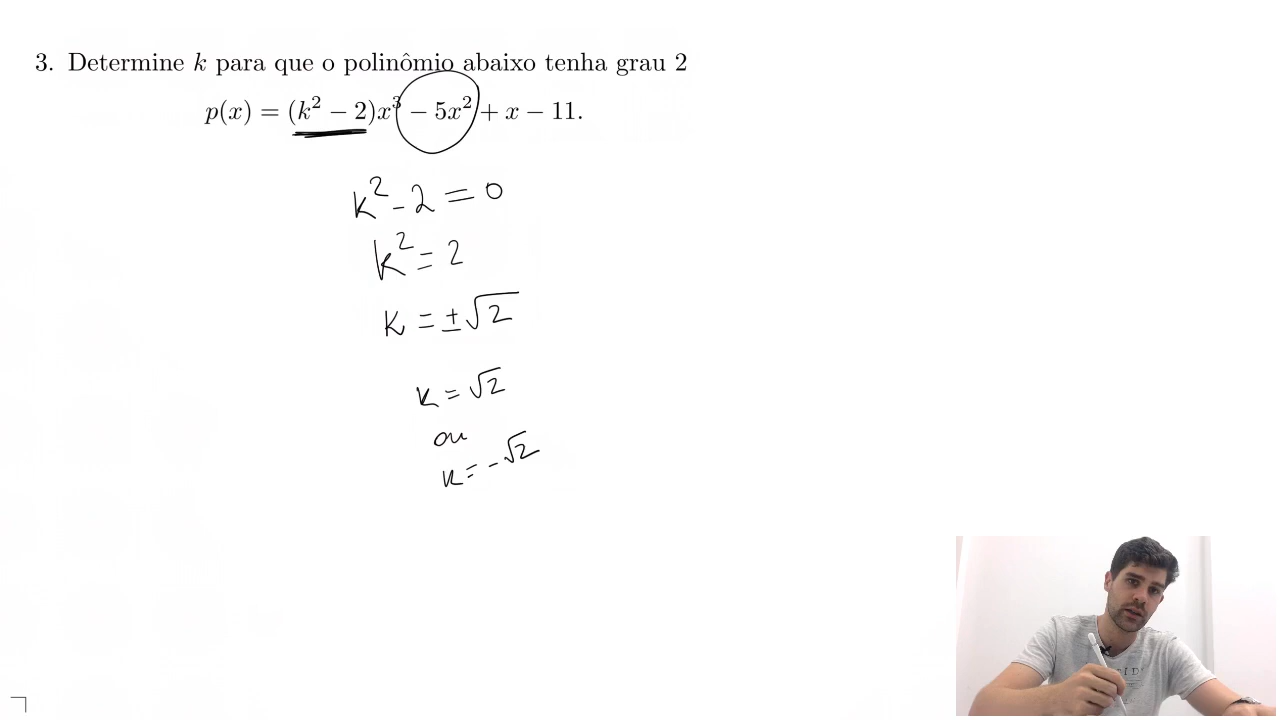 3. Determine k para que o polinômio abaixo tenha grau 2
p(x) = (k² − 2)x³ − 5x² + x − 11.
k² - 2 = 0
k² = 2
k = ±√2
k = √2
ou
k = -√2